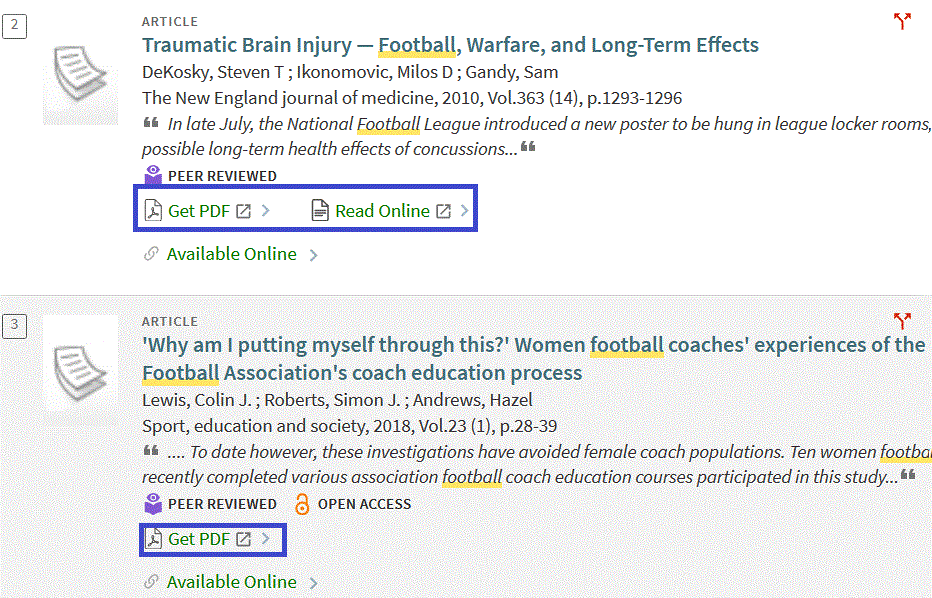 2
ARTICLE
Traumatic Brain Injury — Football, Warfare, and Long-Term Effects
DeKosky, Steven T ; Ikonomovic, Milos D ; Gandy, Sam
The New England journal of medicine, 2010, Vol.363 (14), p.1293-1296
❝ In late July, the National Football League introduced a new poster to be hung in league locker rooms,
possible long-term health effects of concussions... ❝
PEER REVIEWED
Get PDF Read Online
Available Online
3
ARTICLE
'Why am I putting myself through this?' Women football coaches' experiences of the
Football Association's coach education process
Lewis, Colin J. ; Roberts, Simon J. ; Andrews, Hazel
Sport, education and society, 2018, Vol.23 (1), p.28-39
❝ .... To date however, these investigations have avoided female coach populations. Ten women footbal
recently completed various association football coach education courses participated in this study... ❝
PEER REVIEWED OPEN ACCESS
Get PDF
Available Online